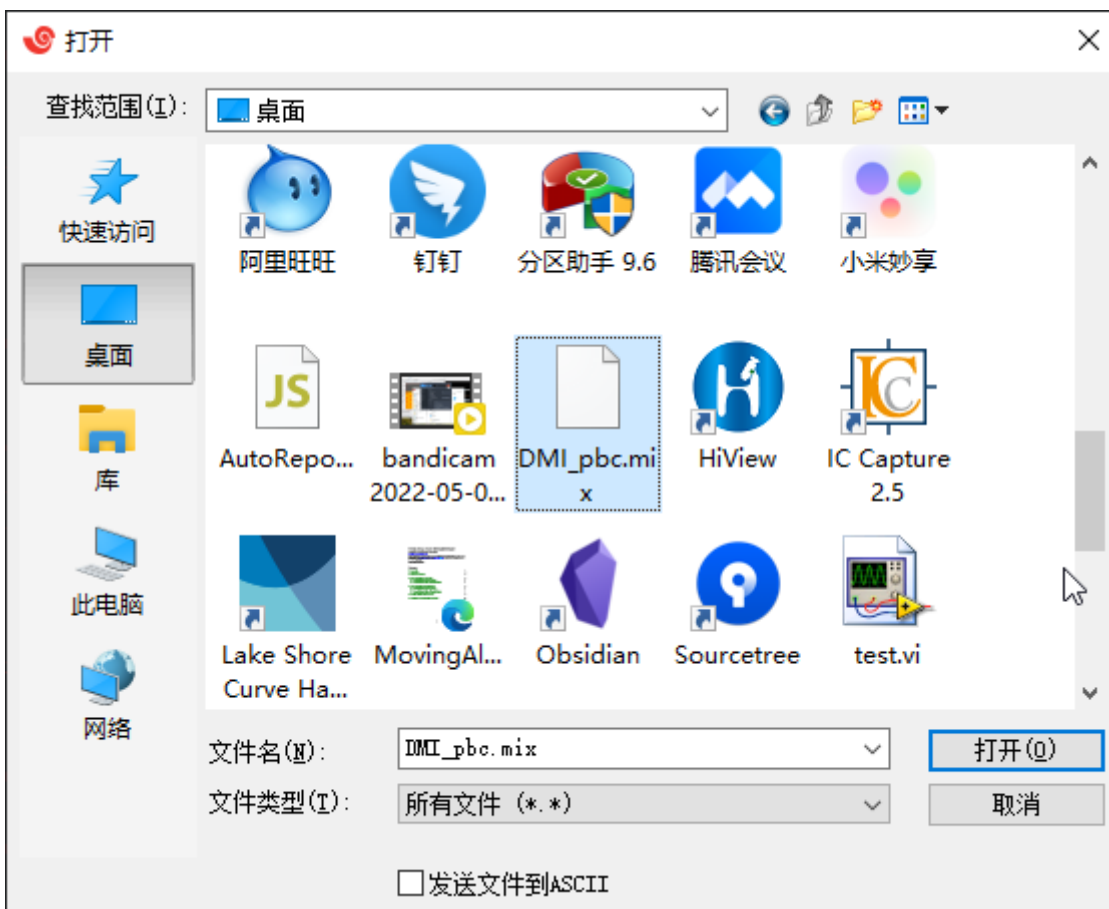 打开
查找范围(I):
桌面
快速访问
桌面
库
此电脑
网络
阿里旺旺
钉钉
分区助手 9.6
腾讯会议
小米妙享
JS
AutoRepo...
bandicam
2022-05-0...
DMI_pbc.mi
x
HiView
IC Capture
2.5
Lake Shore
Curve Ha...
MovingAl...
Obsidian
Sourcetree
test.vi
文件名(N):
DMI_pbc.mix
打开(O)
文件类型(T):
所有文件 (*.*)
取消
发送文件到ASCII